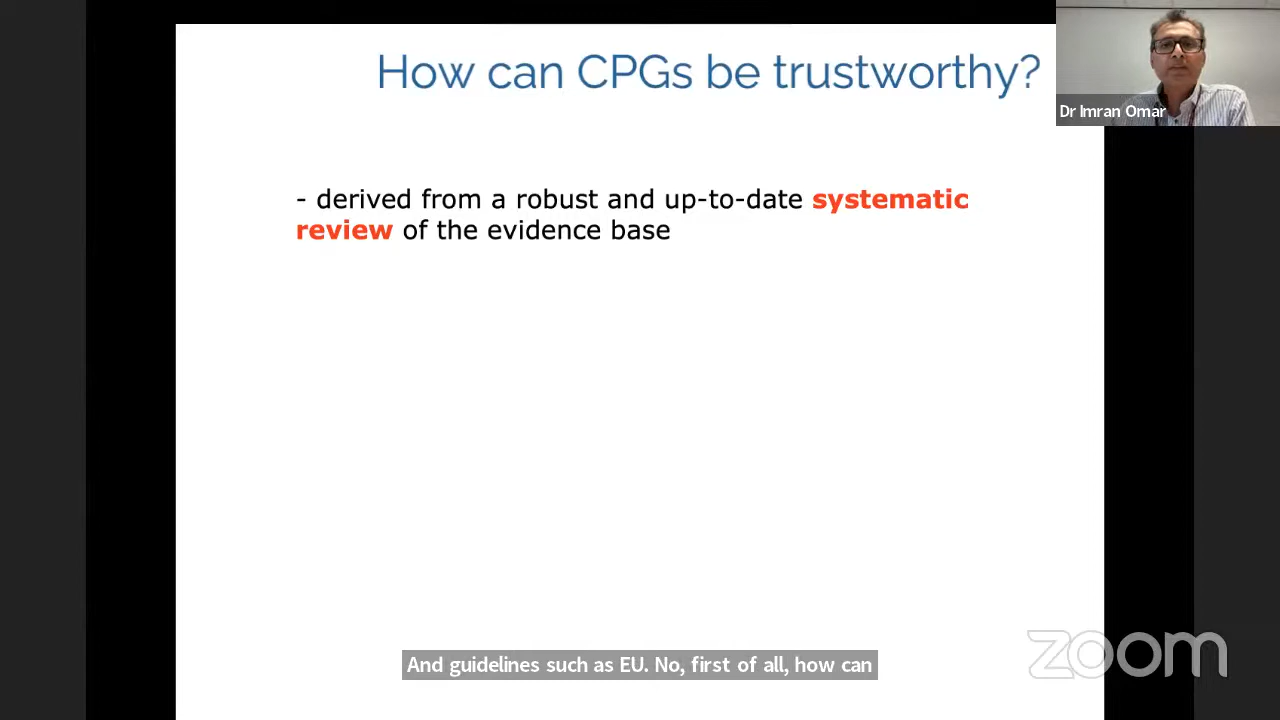 How can CPGs be trustworthy?
Dr Imran Omar
- derived from a robust and up-to-date systematic
review of the evidence base
And guidelines such as EU. No, first of all, how can
zoom